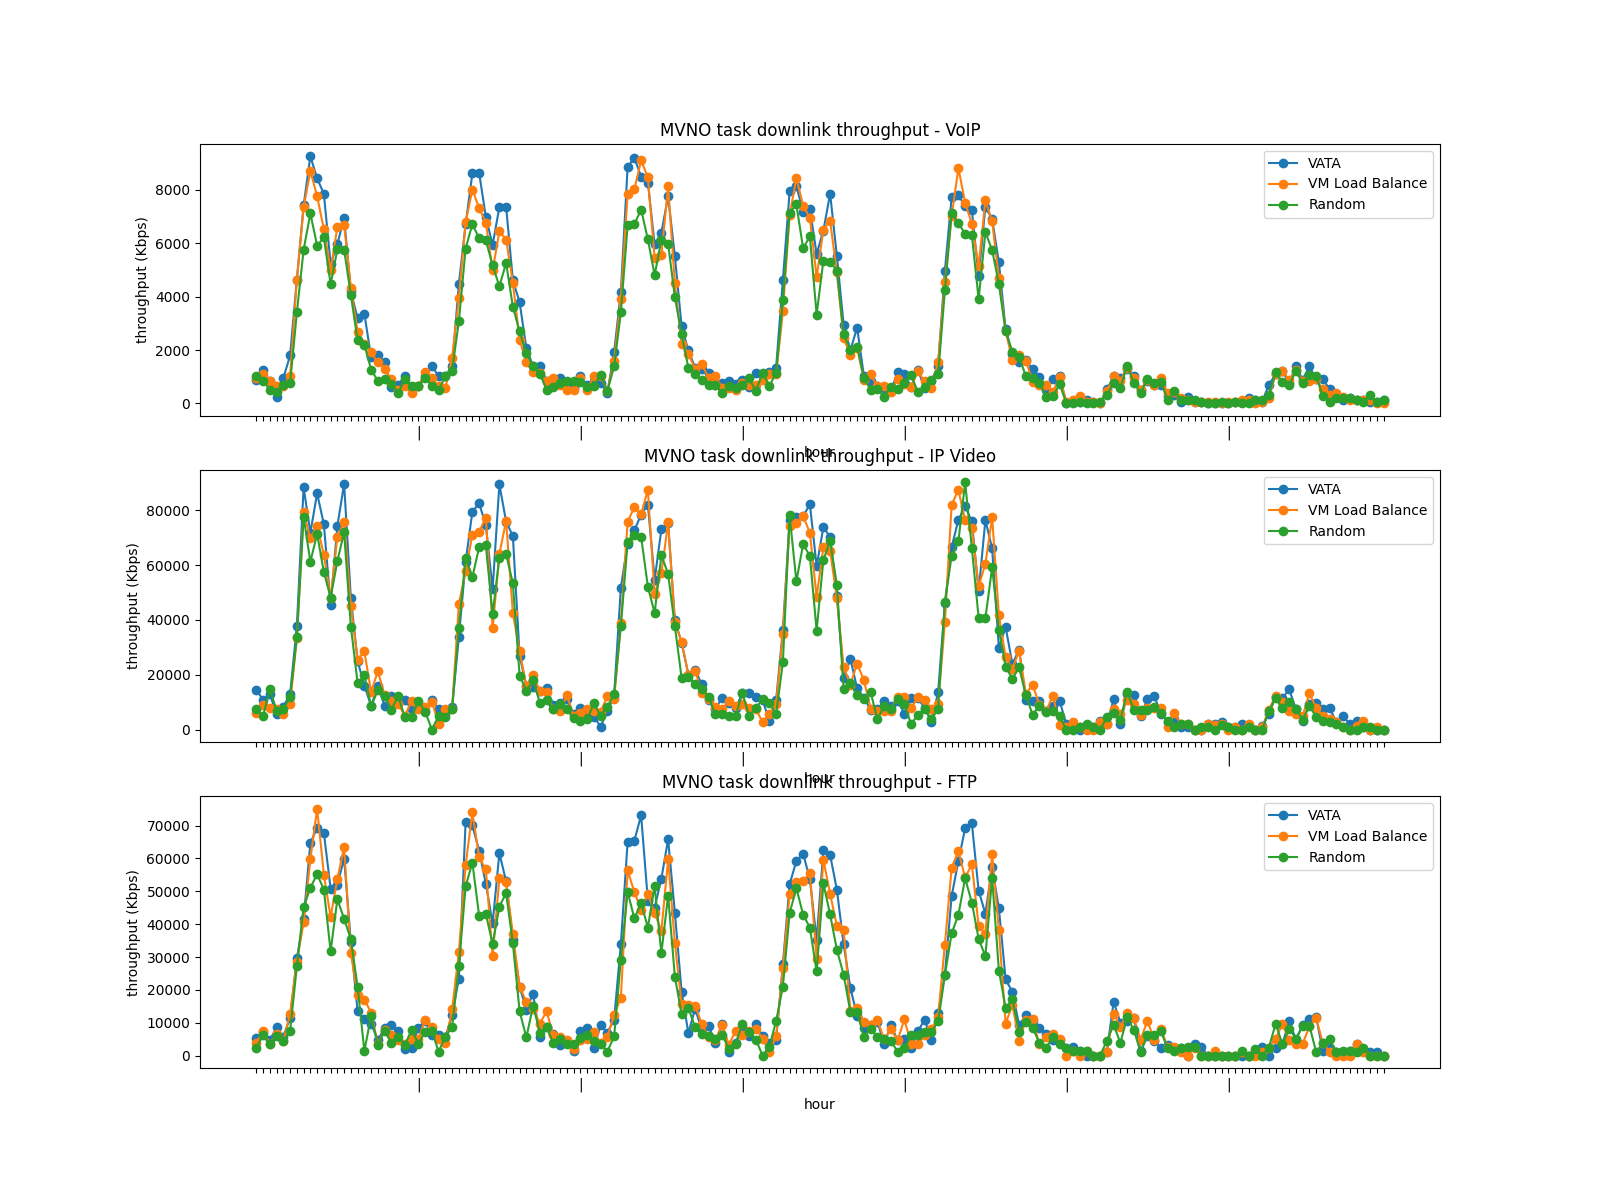 MVNO task downlink throughput - VoIP
throughput (Kbps)
8000
6000
4000
2000
0
VATA
VM Load Balance
Random
hour
MVNO task downlink throughput - IP Video
throughput (Kbps)
80000
60000
40000
20000
0
VATA
VM Load Balance
Random
hour
MVNO task downlink throughput - FTP
throughput (Kbps)
70000
60000
50000
40000
30000
20000
10000
0
VATA
VM Load Balance
Random
hour